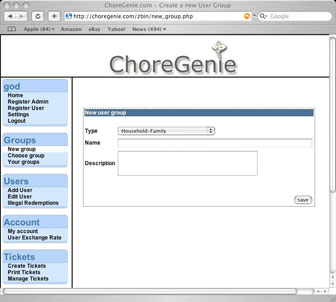 ChoreGenie.com - Create a new User Group
http://choregenie.com/zbin/new_group.php
Google
Apple (84) Amazon eBay Yahoo! News (494)
ChoreGenie
god
Home
Register Admin
Register User
Settings
Logout
Groups
New group
Choose group
Your groups
Users
Add User
Edit User
Illegal Redemptions
Account
My account
User Exchange Rate
Tickets
Create Tickets
Print Tickets
Manage Tickets
New user group
Type Household-Family
Name
Description
save